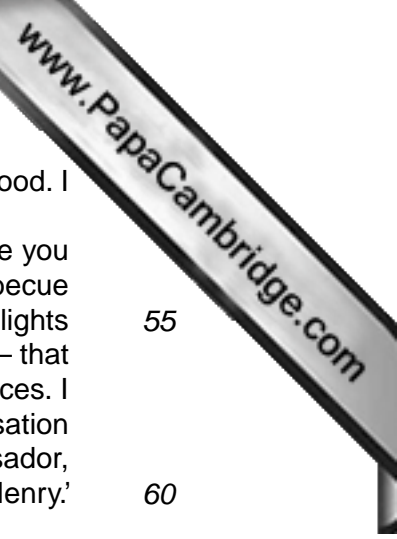 www.PapaCambridge.com
ood. I
e you
becue
lights 55
– that
ces. I
sation
sador,
Henry.’ 60